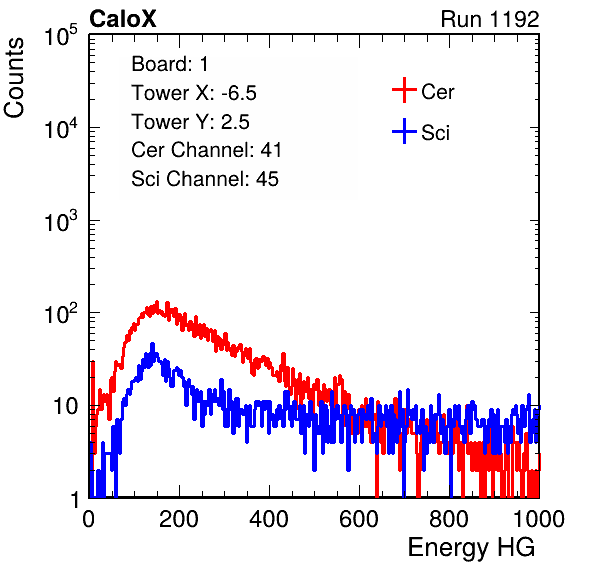 CaloX Run 1192
Counts
Board: 1
Tower X: -6.5
Tower Y: 2.5
Cer Channel: 41
Sci Channel: 45
Cer
Sci
10^5
10^4
10^3
10^2
10
1
0 200 400 600 800 1000
Energy HG